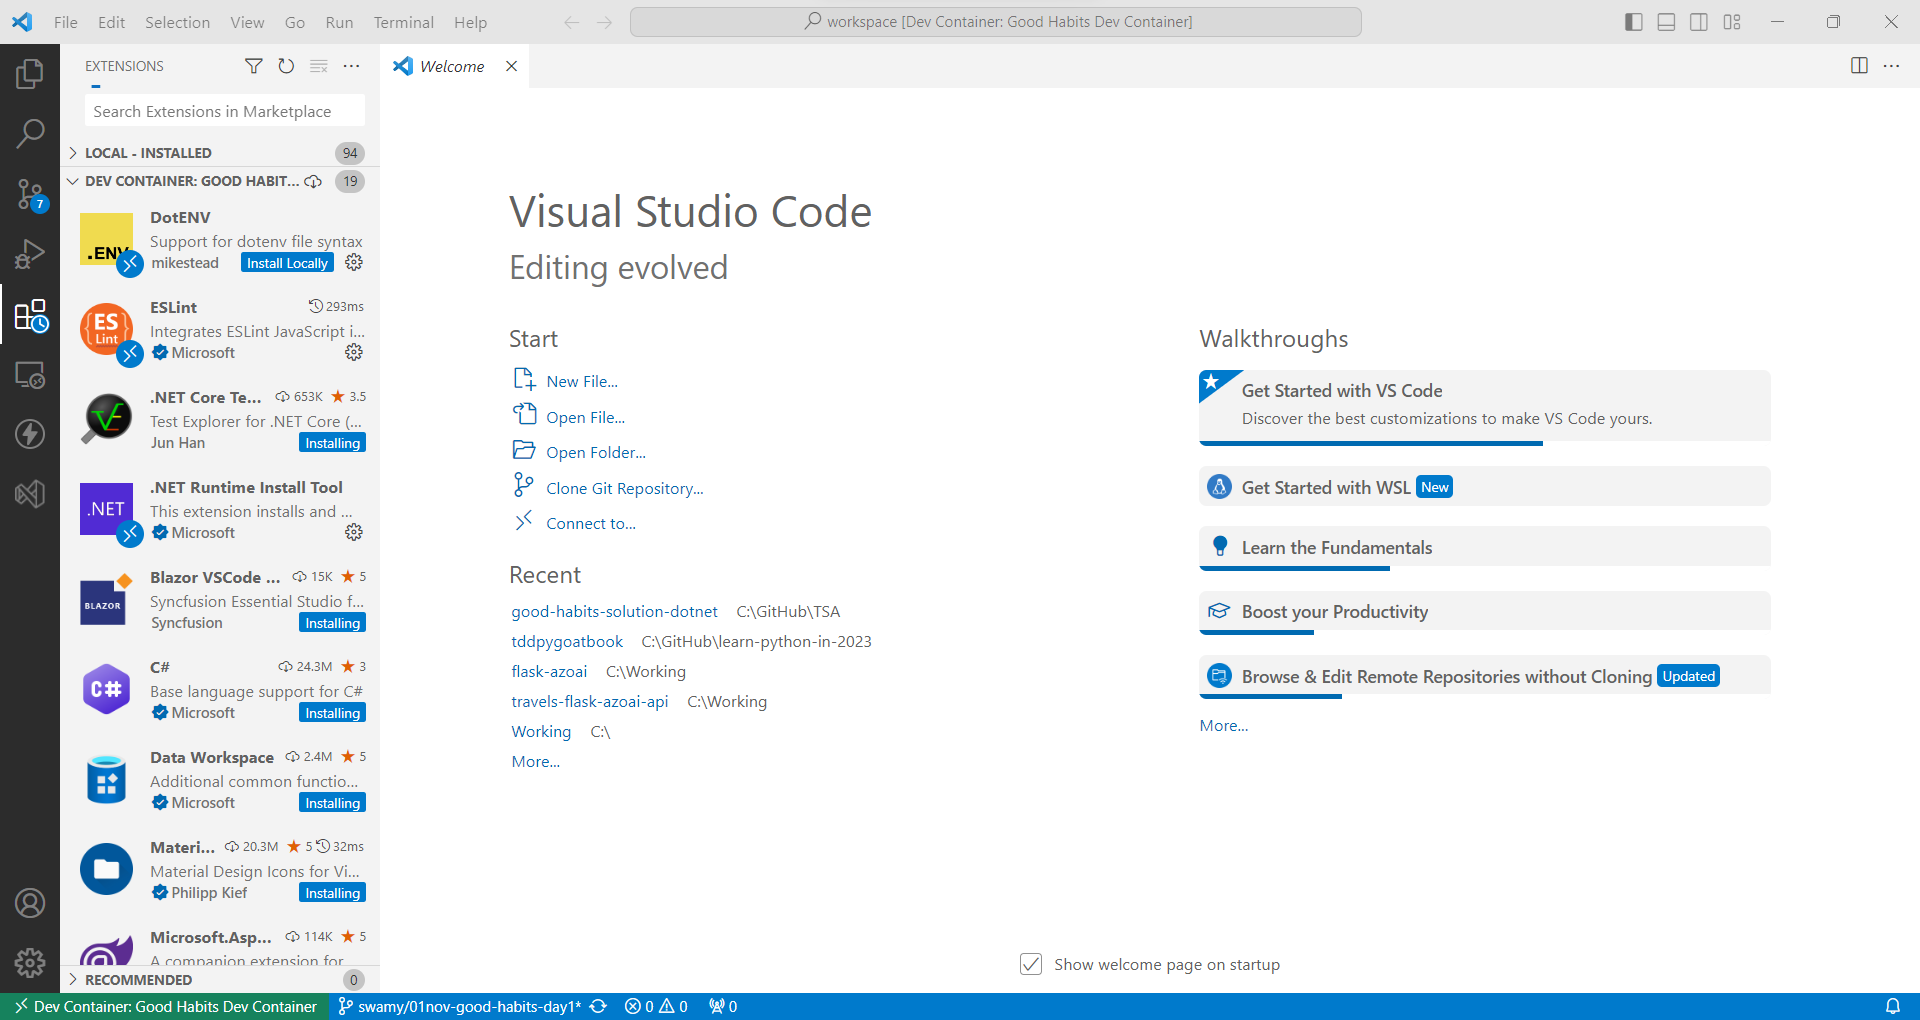 File Edit Selection View Go Run Terminal Help
workspace [Dev Container: Good Habits Dev Container]
EXTENSIONS
Search Extensions in Marketplace
LOCAL - INSTALLED 94
DEV CONTAINER: GOOD HABIT... 19
.ENV
DotENV
Support for dotenv file syntax
mikestead Install Locally
ES Lint
ESLint 293ms
Integrates ESLint JavaScript i...
Microsoft
.NET Core Te... 653K 3.5
Test Explorer for .NET Core (...
Jun Han Installing
.NET
.NET Runtime Install Tool
This extension installs and ...
Microsoft
BLAZOR
Blazor VSCode ... 15K 5
Syncfusion Essential Studio f...
Syncfusion Installing
C#
C# 24.3M 3
Base language support for C#
Microsoft Installing
Data Workspace 2.4M 5
Additional common functio...
Microsoft Installing
Materi... 20.3M 5 32ms
Material Design Icons for Vi...
Philipp Kief Installing
Microsoft.Asp... 114K 5
A companion extension for
RECOMMENDED 0
7
Welcome
Visual Studio Code
Editing evolved
Start
New File...
Open File...
Open Folder...
Clone Git Repository...
Connect to...
Recent
good-habits-solution-dotnet C:\GitHub\TSA
tddpygoatbook C:\GitHub\learn-python-in-2023
flask-azoai C:\Working
travels-flask-azoai-api C:\Working
Working C:\
More...
Walkthroughs
Get Started with VS Code
Discover the best customizations to make VS Code yours.
Get Started with WSL New
Learn the Fundamentals
Boost your Productivity
Browse & Edit Remote Repositories without Cloning Updated
More...
Show welcome page on startup
Dev Container: Good Habits Dev Container swamy/01nov-good-habits-day1* 0 0 0